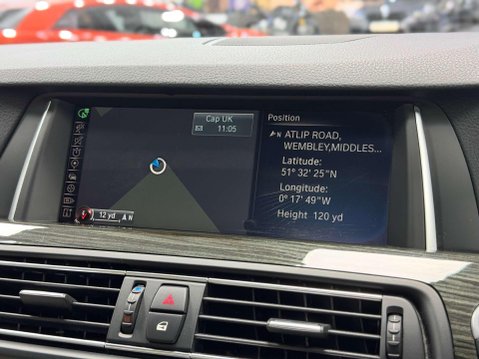 Cap UK
11:05
Position
N ATLIP ROAD,
WEMBLEY,MIDDLES...
Latitude:
51° 32' 25"N
Longitude:
0° 17' 49"W
Height 120 yd
12 yd N